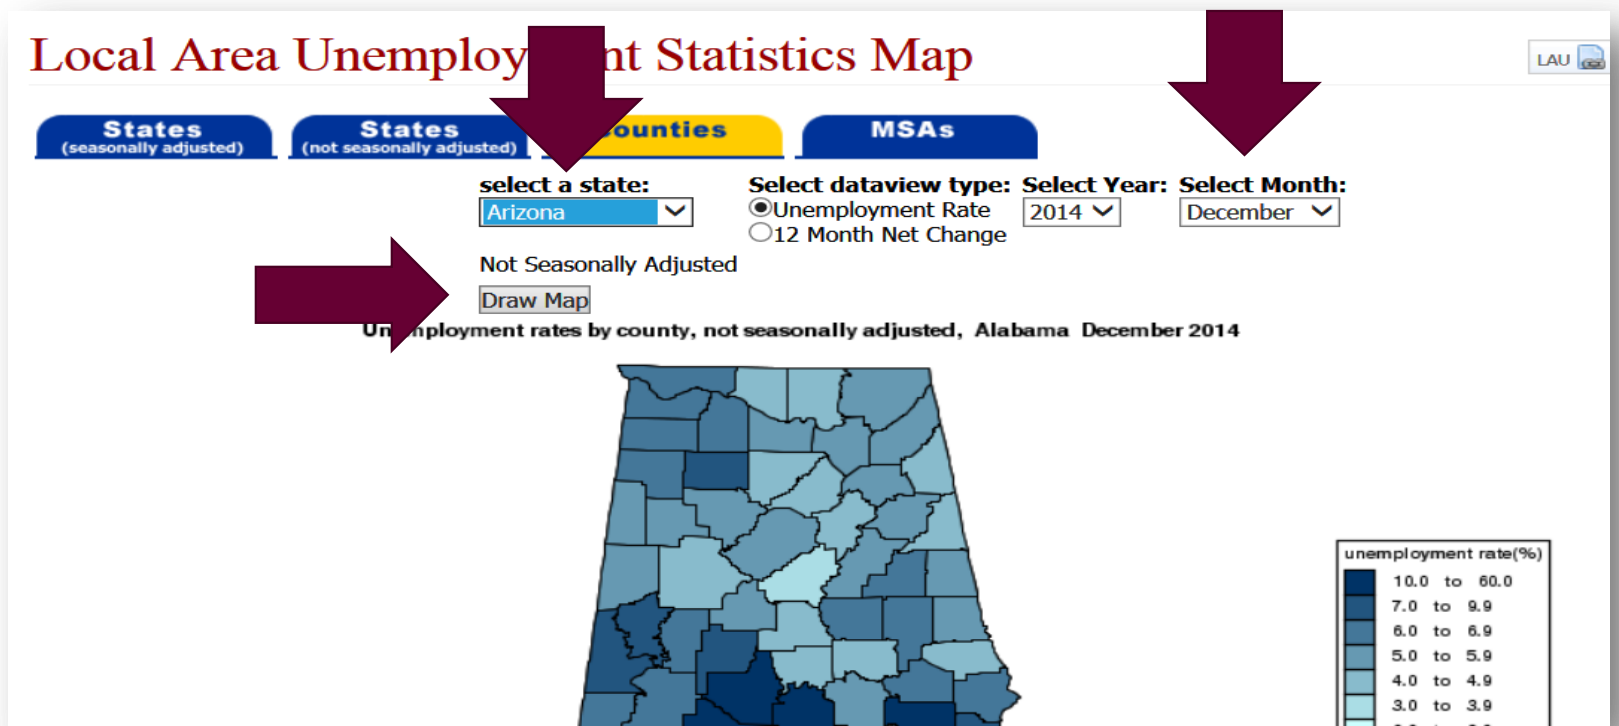 Local Area Unemploy nt Statistics Map
LAU
States
(seasonally adjusted)
States
(not seasonally adjusted)
ounties
MSAs
select a state:
Arizona
Select dataview type:
Unemployment Rate
12 Month Net Change
Select Year:
2014
Select Month:
December
Not Seasonally Adjusted
Draw Map
Un ployment rates by county, not seasonally adjusted, Alabama December 2014
unemployment rate(%)
10.0 to 60.0
7.0 to 9.9
6.0 to 6.9
5.0 to 5.9
4.0 to 4.9
3.0 to 3.9